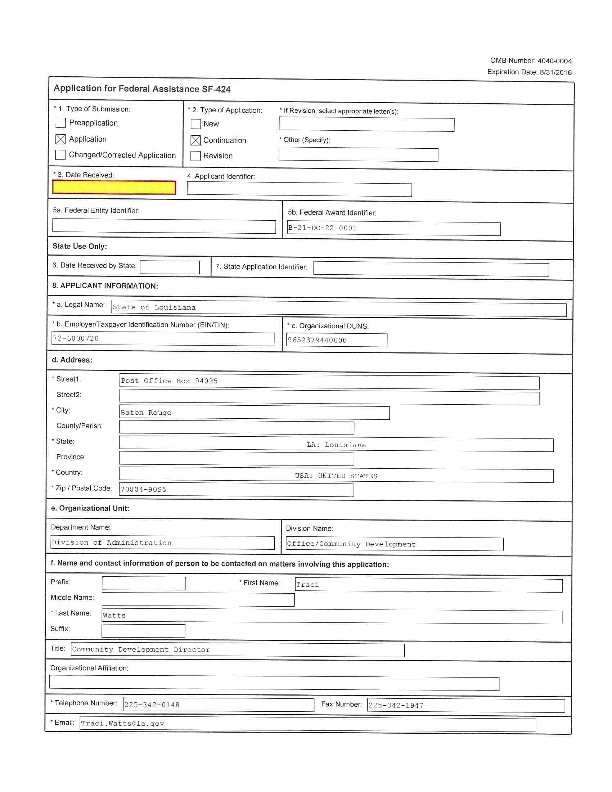 OMB Number: 4040-0004
Expiration Date: 8/31/2016
Application for Federal Assistance SF-424
* 1. Type of Submission:
Preapplication
Application
Changed/Corrected Application
* 2. Type of Application:
New
Continuation
Revision
* If Revision, select appropriate letter(s):
* Other (Specify):
* 3. Date Received:
4. Applicant Identifier:
5a. Federal Entity Identifier:
5b. Federal Award Identifier:
B-21-DC-22 0001
State Use Only:
6. Date Received by State:
7. State Application Identifier:
8. APPLICANT INFORMATION:
* a. Legal Name:
State of Louisiana
* b. Employer/Taxpayer Identification Number (EIN/TIN):
72-6000720
* c. Organizational DUNS:
9612379440000
d. Address:
* Street1:
Post Office Box 94095
Street2:
* City:
Baton Rouge
County/Parish:
* State:
LA: Louisiana
Province:
* Country:
USA: UNITED STATES
* Zip / Postal Code:
70804-9095
e. Organizational Unit:
Department Name:
Division of Administration
Division Name:
Office/Community Development
f. Name and contact information of person to be contacted on matters involving this application:
Prefix:
* First Name:
Traci
Middle Name:
* Last Name:
Watts
Suffix:
Title:
Community Development Director
Organizational Affiliation:
* Telephone Number:
225-342-0148
Fax Number:
225-342-1947
* Email:
Traci.Watts@la.gov